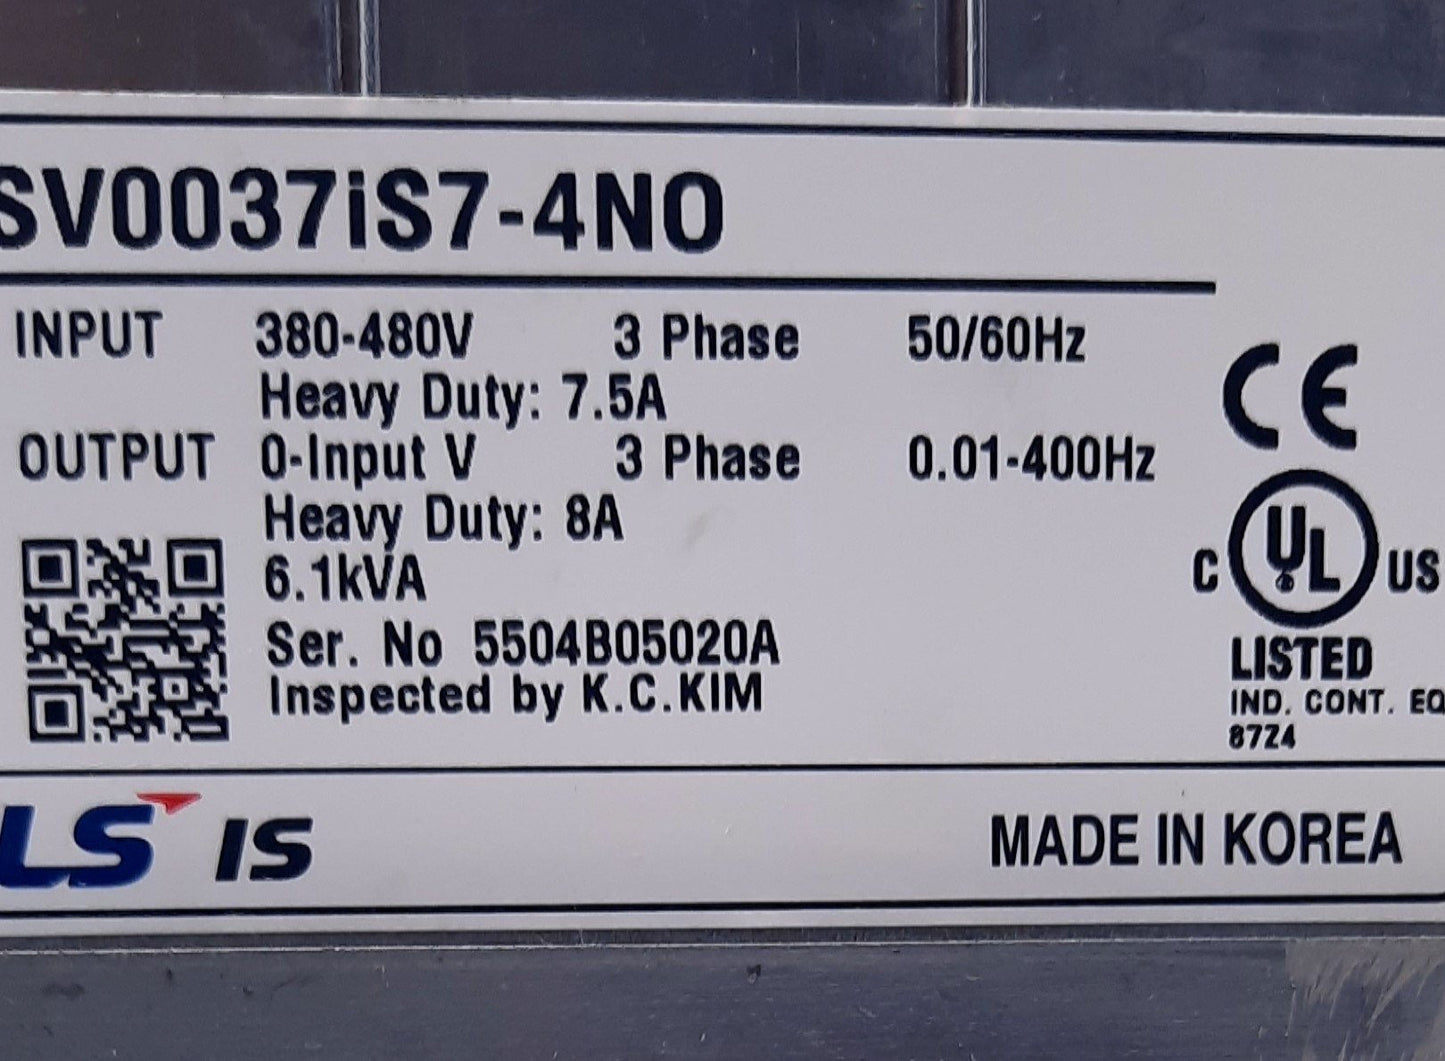 SV0037iS7-4NO
INPUT 380-480V 3 Phase 50/60Hz
Heavy Duty: 7.5A
OUTPUT 0-Input V 3 Phase 0.01-400Hz
Heavy Duty: 8A
6.1kVA
Ser. No 5504B05020A
Inspected by K.C.KIM
CE
C UL US
LISTED
IND. CONT. EQ
87Z4
LS IS
MADE IN KOREA